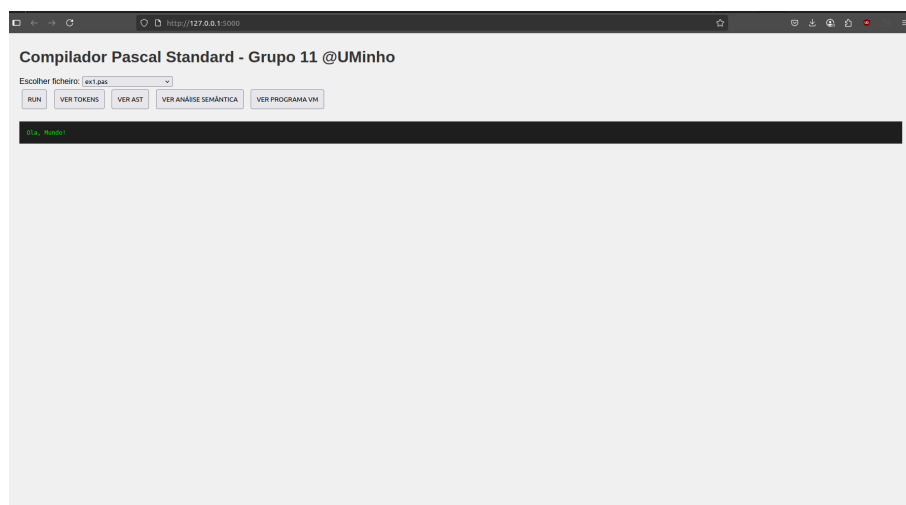 http://127.0.0.1:5000
Compilador Pascal Standard - Grupo 11 @UMinho
Escolher ficheiro: ex1.pas
RUN VER TOKENS VER AST VER ANÁLISE SEMÂNTICA VER PROGRAMA VM
Ola, Mundo!